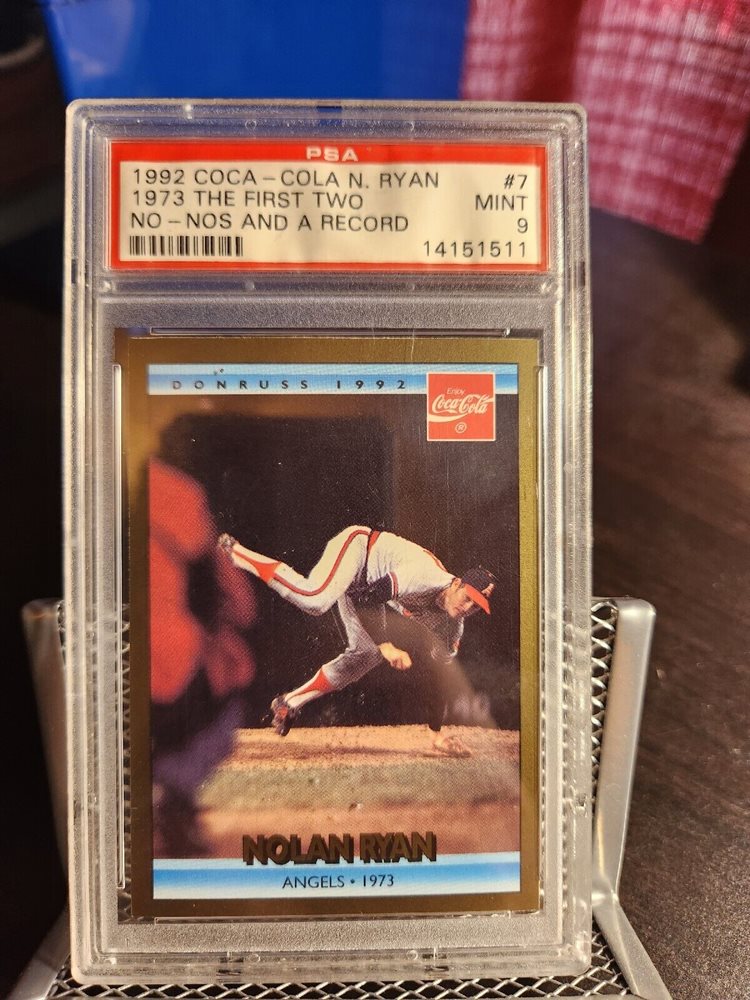 PSA
1992 COCA-COLA N. RYAN #7
1973 THE FIRST TWO MINT
NO-NOS AND A RECORD 9
14151511
DONRUSS 1992
Enjoy
Coca-Cola
®
NOLAN RYAN
ANGELS • 1973